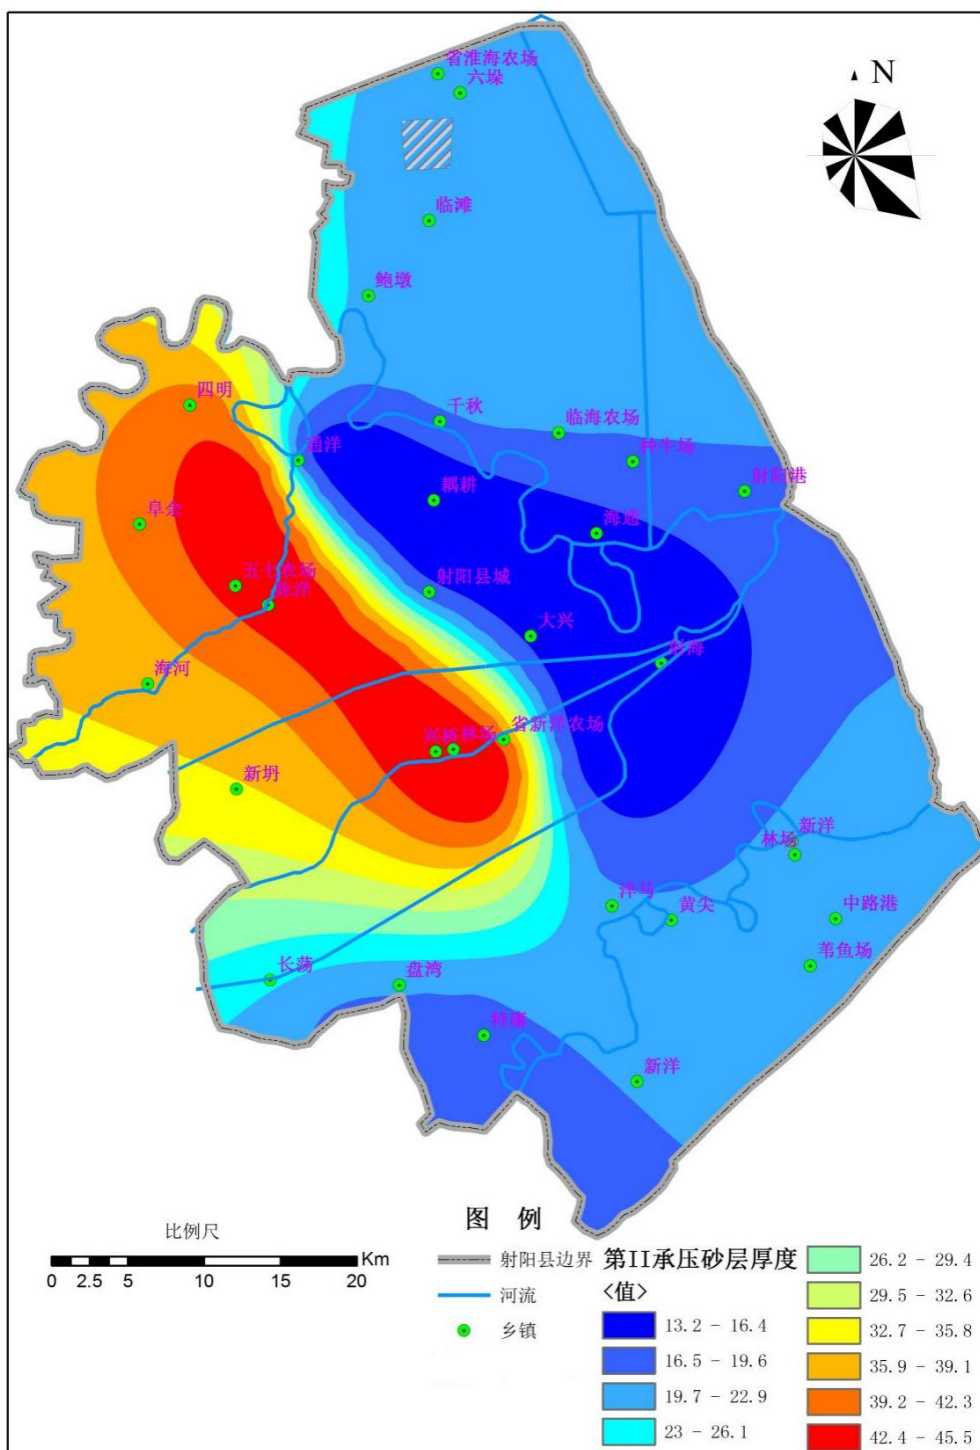 省淮海农场
N
六垛
临滩
鲍墩
四明
千秋
临海农场
通洋
种牛场
射阳港
耦耕
阜余
海通
五七农场
射阳县城
陈洋
大兴
射海
海河
兴桥
林场
省新洋农场
新坍
新洋
林场
洋马
黄尖
中路港
苇鱼场
长荡
盘湾
特庸
新洋
比例尺
Km
0 2.5 5 10 15 20
图 例
射阳县边界
河流
乡镇
第II承压砂层厚度
<值>
13.2 - 16.4
16.5 - 19.6
19.7 - 22.9
23 - 26.1
26.2 - 29.4
29.5 - 32.6
32.7 - 35.8
35.9 - 39.1
39.2 - 42.3
42.4 - 45.5